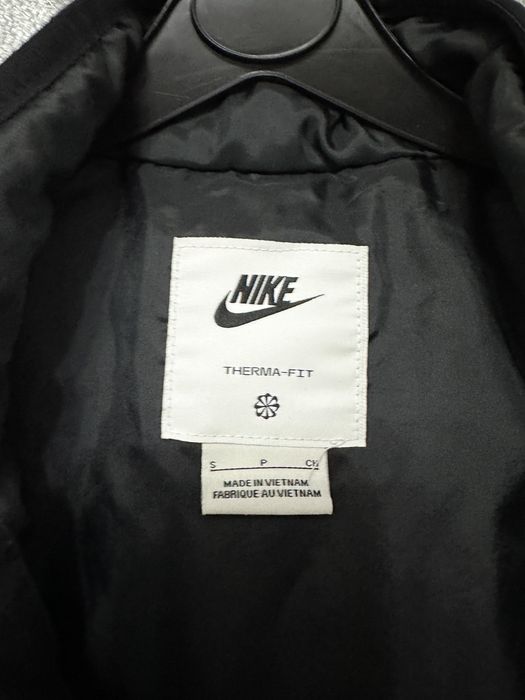 NIKE
THERMA-FIT
S P CH
MADE IN VIETNAM
FABRIQUE AU VIETNAM